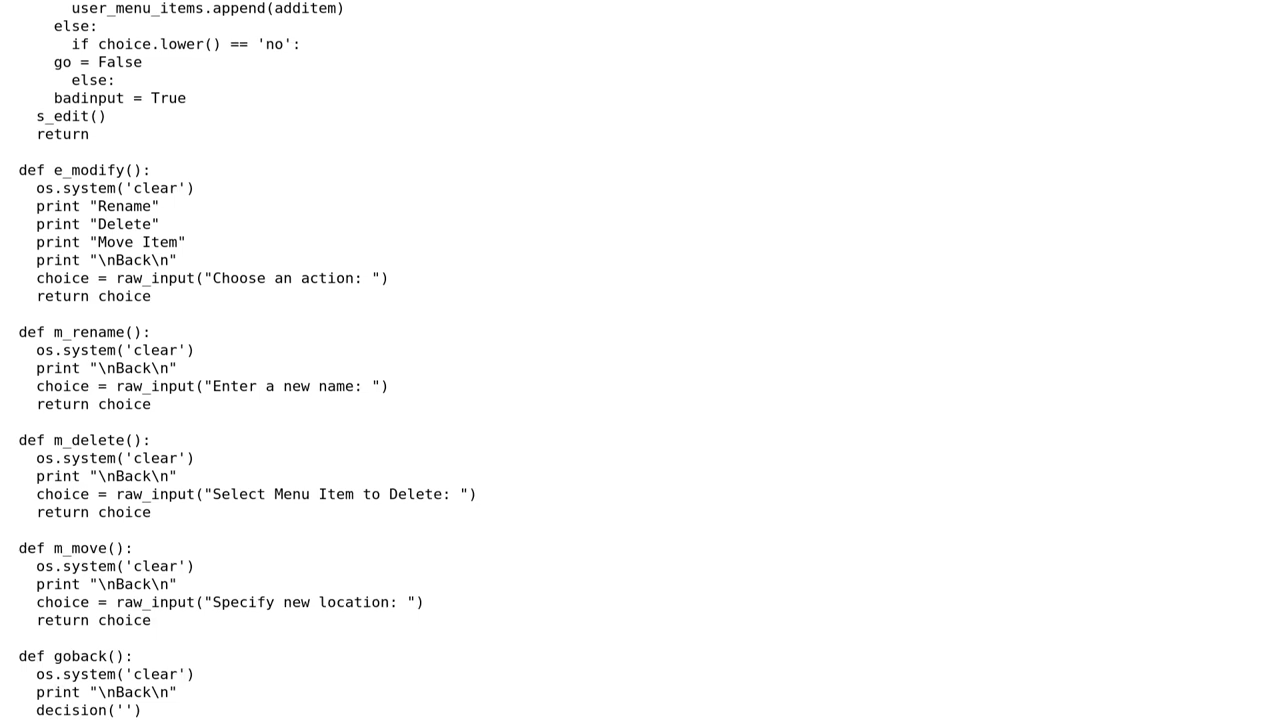 user_menu_items.append(additem)
    else:
      if choice.lower() == 'no':
    go = False
      else:
    badinput = True
  s_edit()
  return

def e_modify():
  os.system('clear')
  print "Rename"
  print "Delete"
  print "Move Item"
  print "\nBack\n"
  choice = raw_input("Choose an action: ")
  return choice

def m_rename():
  os.system('clear')
  print "\nBack\n"
  choice = raw_input("Enter a new name: ")
  return choice

def m_delete():
  os.system('clear')
  print "\nBack\n"
  choice = raw_input("Select Menu Item to Delete: ")
  return choice

def m_move():
  os.system('clear')
  print "\nBack\n"
  choice = raw_input("Specify new location: ")
  return choice

def goback():
  os.system('clear')
  print "\nBack\n"
  decision('')